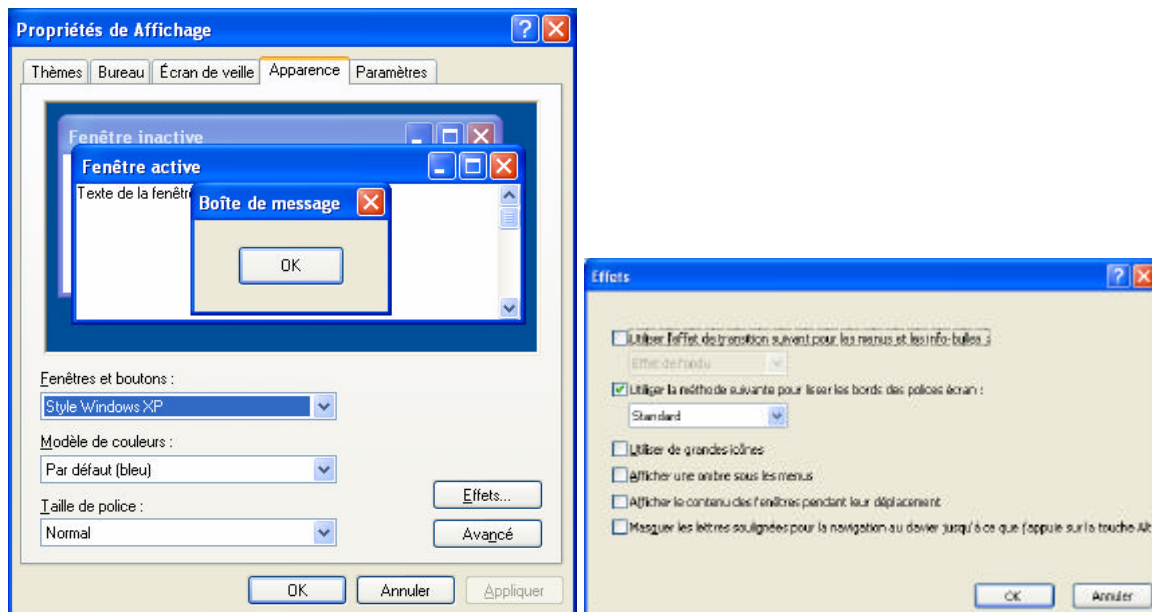 Propriétés de Affichage
Thèmes Bureau Écran de veille Apparence Paramètres
Fenêtre inactive
Fenêtre active
Texte de la fenêtre
Boîte de message
OK
Fenêtres et boutons :
Style Windows XP
Modèle de couleurs :
Par défaut (bleu)
Taille de police :
Normal
Effets...
Avancé
OK Annuler Appliquer
Effets
Utiliser l'effet de transition suivant pour les menus et les info-bulles :
Effet de fondu
Utiliser la méthode suivante pour lisser les bords des polices écran :
Standard
Utiliser de grandes icônes
Afficher une ombre sous les menus
Afficher le contenu des fenêtres pendant leur déplacement
Masquer les lettres soulignées pour la navigation au clavier jusqu'à ce que j'appuie sur la touche Alt
OK Annuler